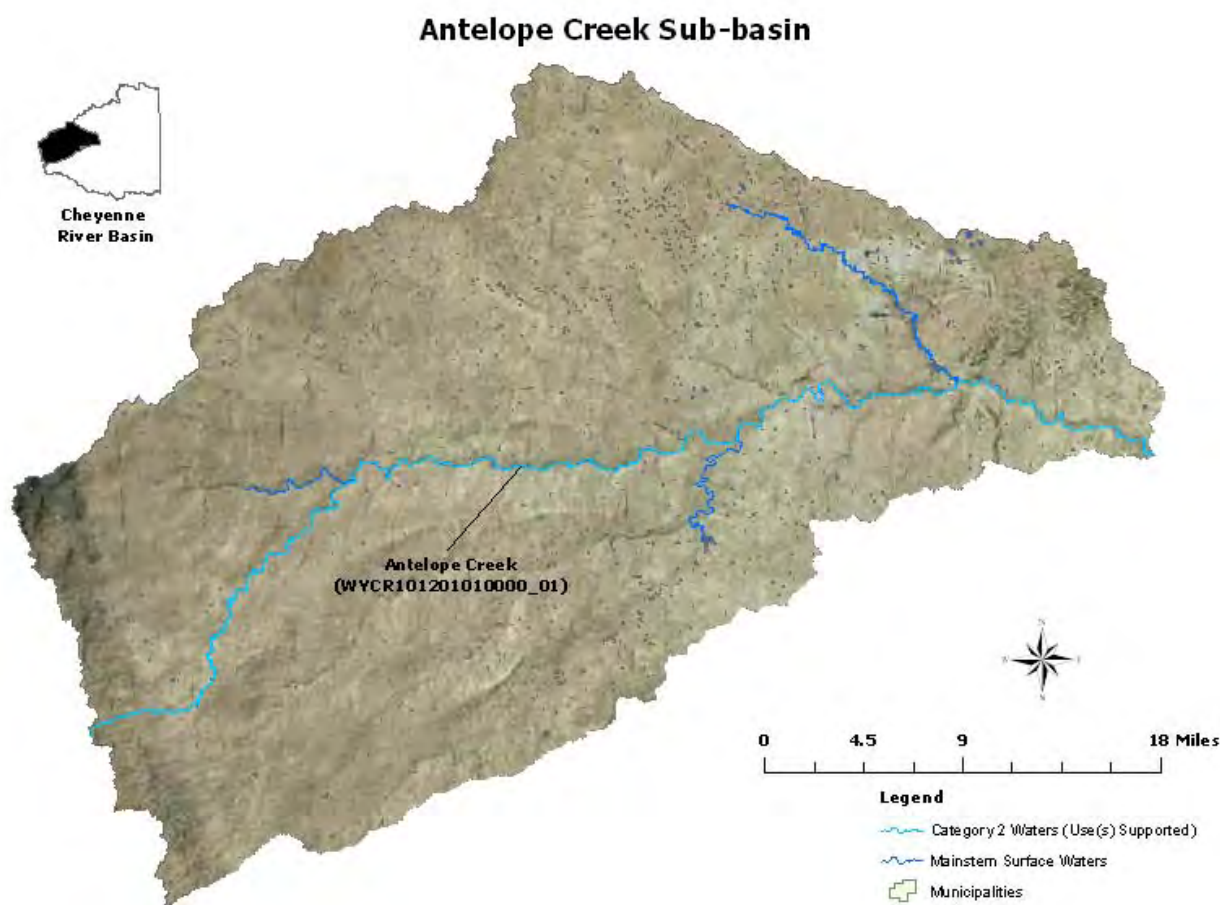 Antelope Creek Sub-basin
Cheyenne
River Basin
Antelope Creek
(WYCR101201010000_01)
N
W
E
S
0 4.5 9 18 Miles
Legend
Category 2 Waters (Use(s) Supported)
Mainstem Surface Waters
Municipalities